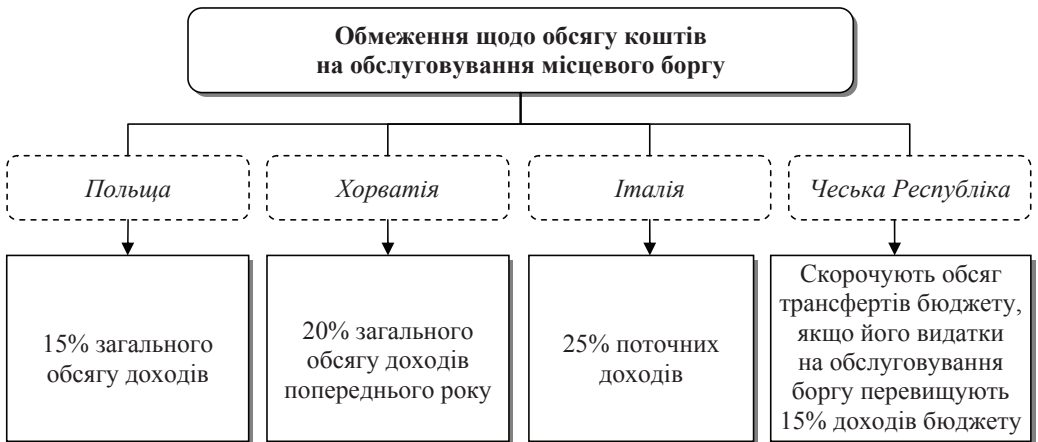 Обмеження щодо обсягу коштів
на обслуговування місцевого боргу
Польща
Хорватія
Італія
Чеська Республіка
15% загального
обсягу доходів
20% загального
обсягу доходів
попереднього року
25% поточних
доходів
Скорочують обсяг
трансфертів бюджету,
якщо його видатки
на обслуговування
боргу перевищують
15% доходів бюджету